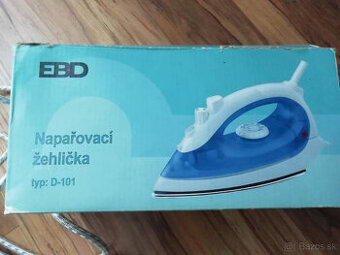 EBD
Napařovací
žehlička
typ: D-101
Bazos.sk